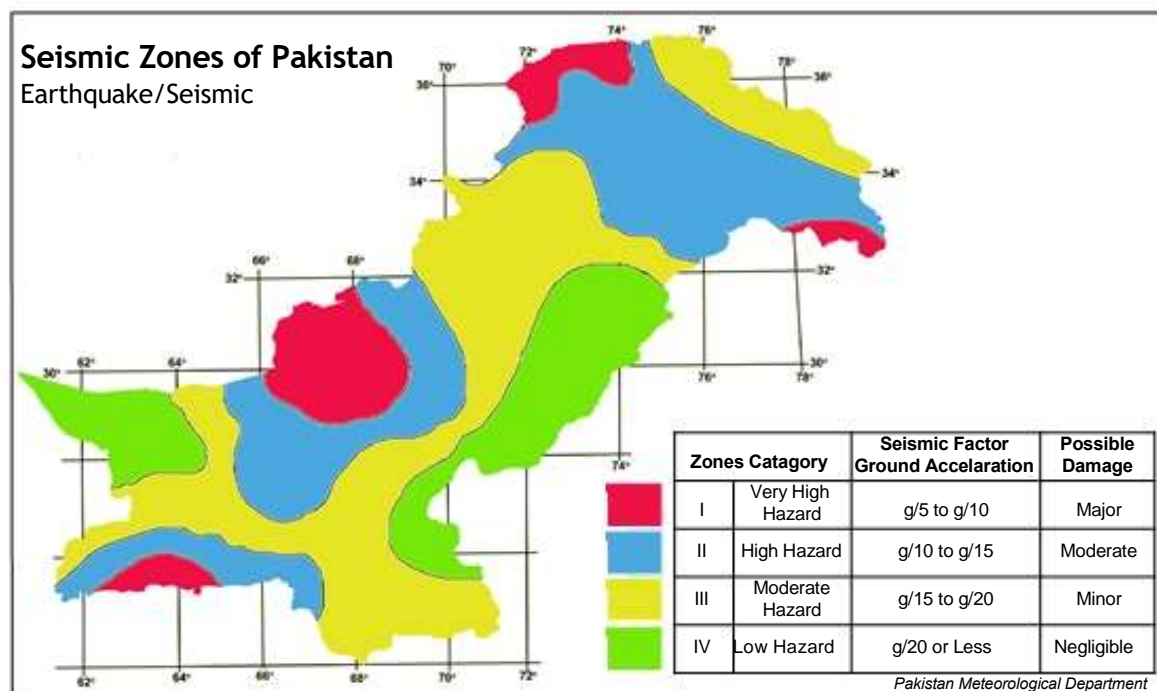 Seismic Zones of Pakistan
Earthquake/Seismic
74°
76°
72°
70°
78°
36°
36°
34°
34°
66°
68°
32°
32°
70°
62°
64°
30°
30°
76°
78°
74°
62°
64°
66°
68°
70°
72°
Zones Catagory
Seismic Factor
Ground Accelaration
Possible
Damage
I
Very High
Hazard
g/5 to g/10
Major
II
High Hazard
g/10 to g/15
Moderate
III
Moderate
Hazard
g/15 to g/20
Minor
IV
Low Hazard
g/20 or Less
Negligible
Pakistan Meteorological Department